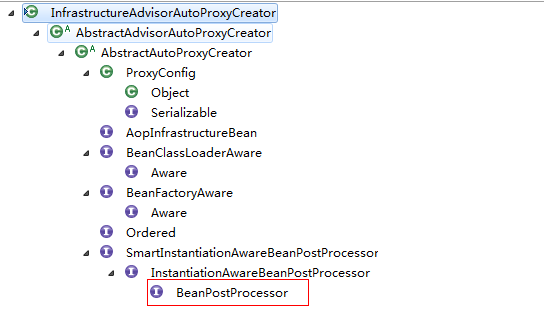 InfrastructureAdvisorAutoProxyCreator
AbstractAdvisorAutoProxyCreator
AbstractAutoProxyCreator
ProxyConfig
Object
Serializable
AopInfrastructureBean
BeanClassLoaderAware
Aware
BeanFactoryAware
Aware
Ordered
SmartInstantiationAwareBeanPostProcessor
InstantiationAwareBeanPostProcessor
BeanPostProcessor